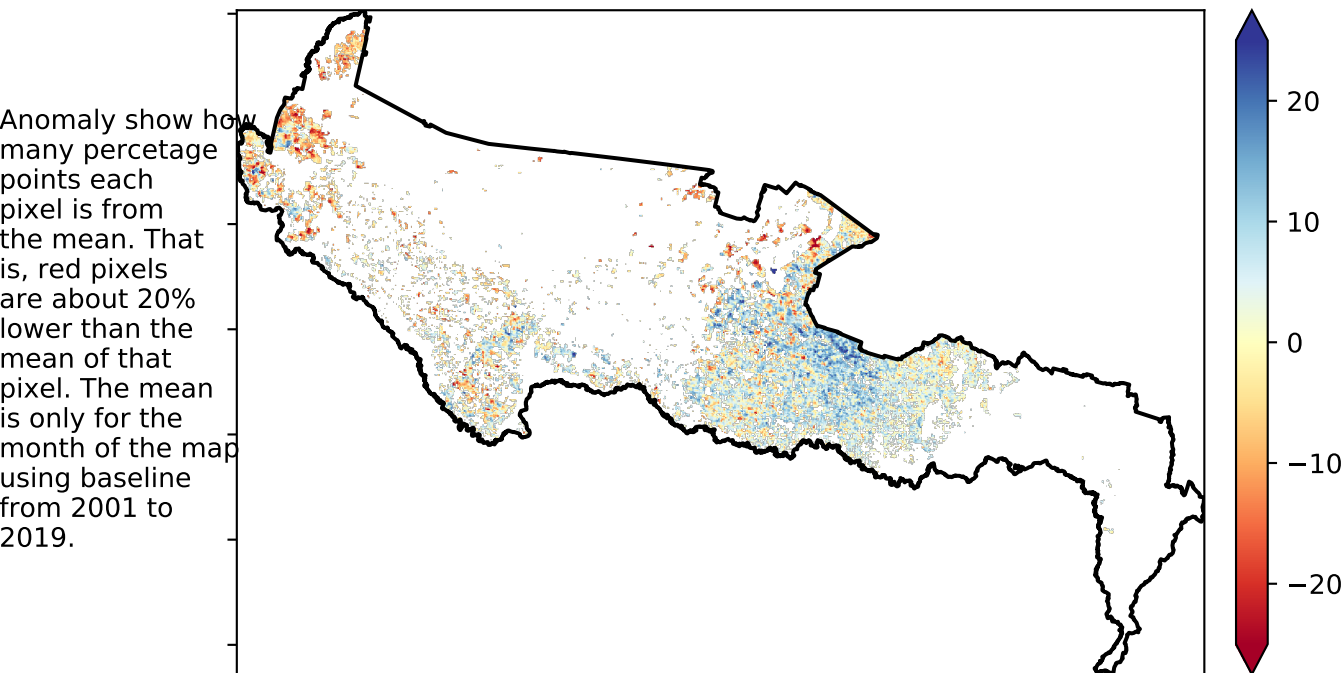 Anomaly show how
many percetage
points each
pixel is from
the mean. That
is, red pixels
are about 20%
lower than the
mean of that
pixel. The mean
is only for the
month of the map
using baseline
from 2001 to
2019.
20
10
0
−10
−20